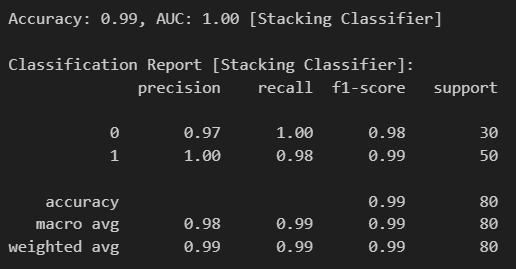 Accuracy: 0.99, AUC: 1.00 [Stacking Classifier]
Classification Report [Stacking Classifier]:
precision recall f1-score support
0 0.97 1.00 0.98 30
1 1.00 0.98 0.99 50
accuracy 0.99 80
macro avg 0.98 0.99 0.99 80
weighted avg 0.99 0.99 0.99 80